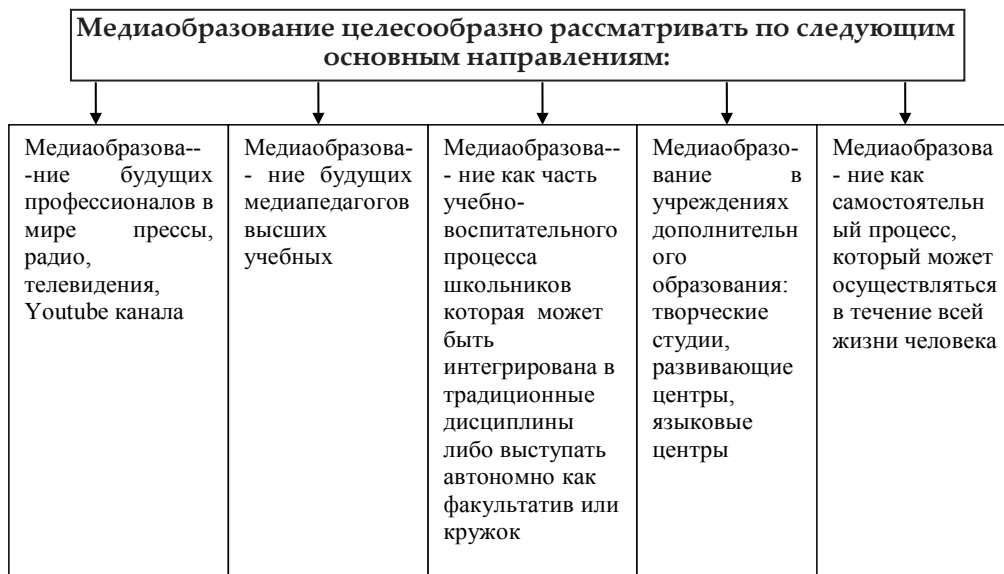 Медиаобразование целесообразно рассматривать по следующим
основным направлениям:
Медиаобразова--
-ние будущих
профессионалов в
мире прессы,
радио,
телевидения,
Youtube канала
Медиаобразова-
- ние будущих
медиапедагогов
высших
учебных
Медиаобразова--
- ние как часть
учебно-
воспитательного
процесса
школьников
которая может
быть
интегрирована в
традиционные
дисциплины
либо выступать
автономно как
факультатив или
кружок
Медиаобразо-
вание в
учреждениях
дополнительн
ого
образования:
творческие
студии,
развивающие
центры,
языковые
центры
Медиаобразова
- ние как
самостоятельн
ый процесс,
который может
осуществляться
в течение всей
жизни человека